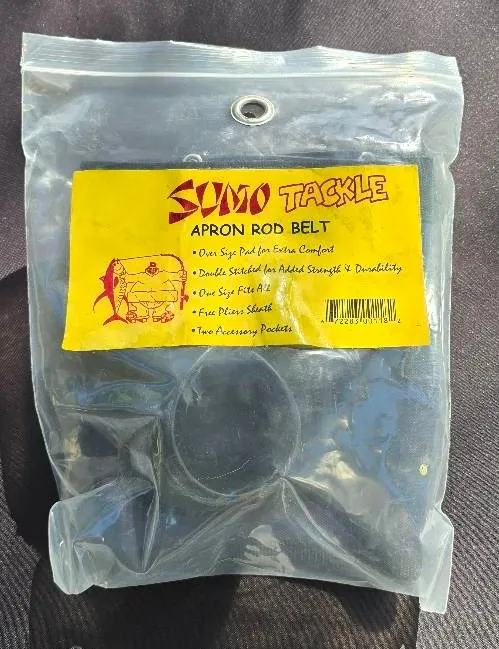 SUMO TACKLE
APRON ROD BELT
• Over Size Pad for Extra Comfort
• Double Stitched for Added Strength & Durability
• One Size Fits All
• Free Pliers Sheath
• Two Accessory Pockets